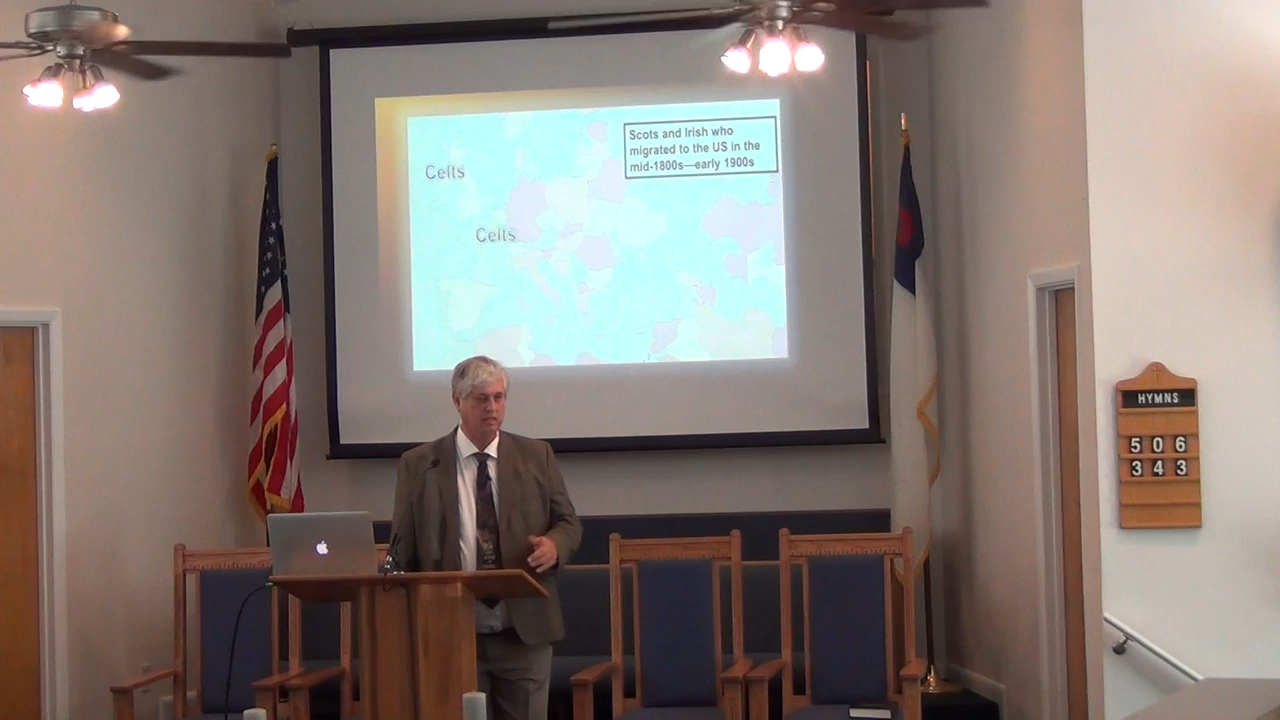 Scots and Irish who
migrated to the US in the
mid-1800s—early 1900s
Celts
Celts
HYMNS
506
343